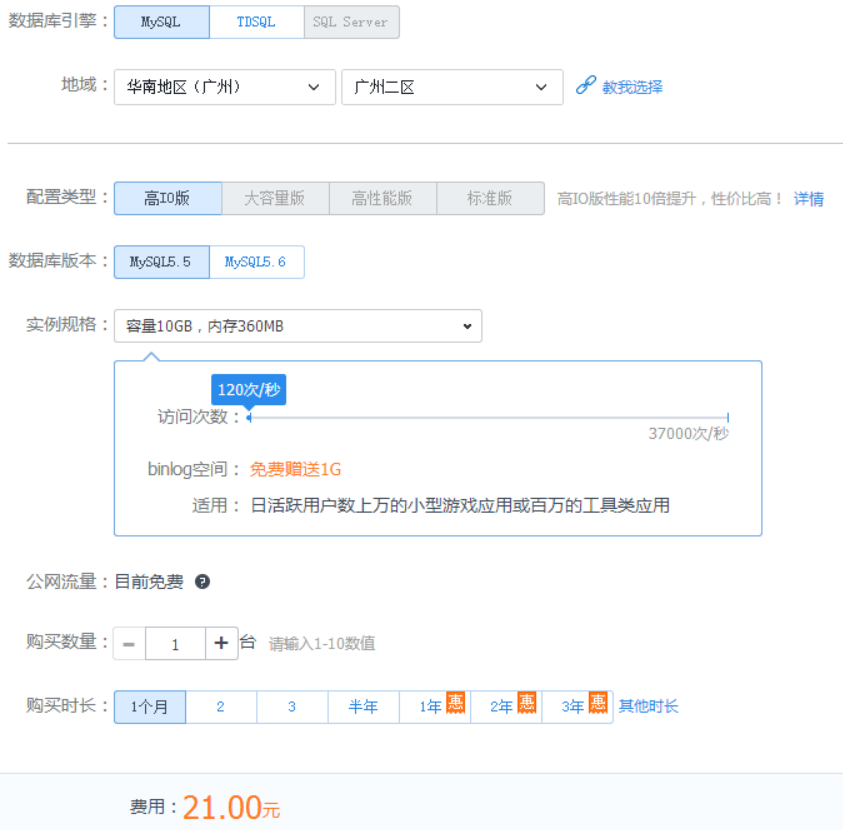 数据库引擎： MySQL TDSQL SQL Server
地域： 华南地区（广州） 广州二区 教我选择
配置类型： 高IO版 大容量版 高性能版 标准版 高IO版性能10倍提升，性价比高！ 详情
数据库版本： MySQL5.5 MySQL5.6
实例规格： 容量10GB，内存360MB
120次/秒
访问次数：
37000次/秒
binlog空间： 免费赠送1G
适用： 日活跃用户数上万的小型游戏应用或百万的工具类应用
公网流量： 目前免费 ?
购买数量： － 1 + 台 请输入1-10数值
购买时长： 1个月 2 3 半年 1年 惠 2年 惠 3年 惠 其他时长
费用：21.00元